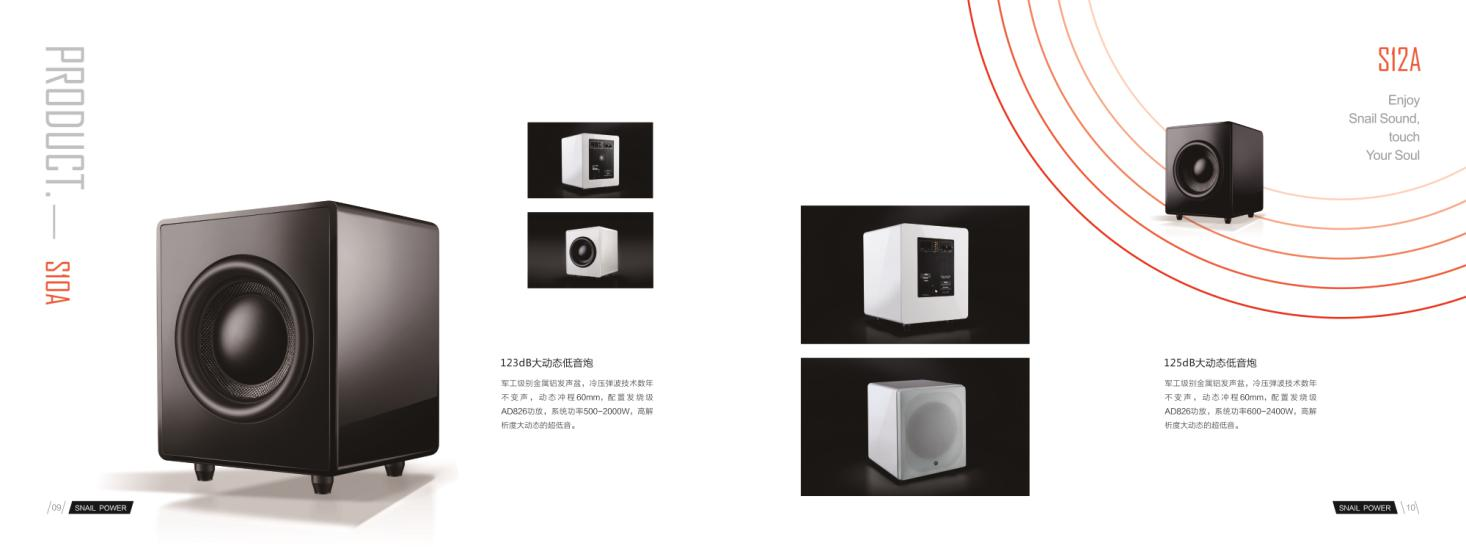 PRODUCT.— S10A
123dB大动态低音炮
军工级别金属铝发声盆，冷压弹波技术数年
不变声，动态冲程60mm，配置发烧级
AD826功放，系统功率500-2000W，高解
析度大动态的超低音。
/09/ SNAIL POWER
S12A
Enjoy
Snail Sound,
touch
Your Soul
125dB大动态低音炮
军工级别金属铝发声盆，冷压弹波技术数年
不变声，动态冲程60mm，配置发烧级
AD826功放，系统功率600-2400W，高解
析度大动态的超低音。
SNAIL POWER \10\